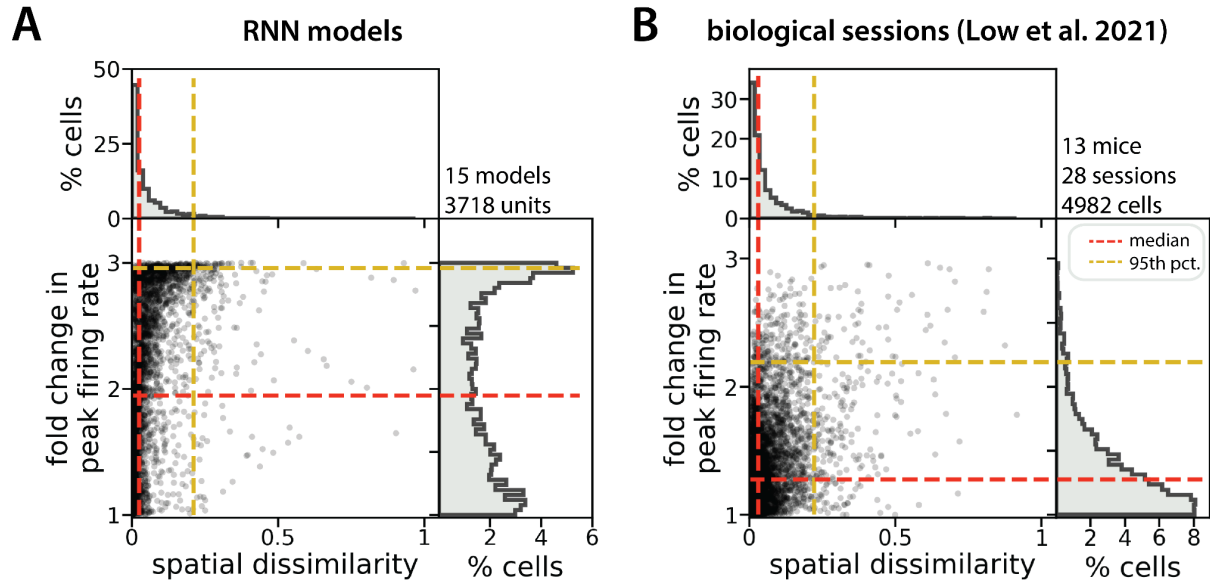 A
RNN models
50
25
0
% cells
15 models
3718 units
3
2
1
fold change in
peak firing rate
0
0.5
1
spatial dissimilarity
2
4
6
% cells
B
biological sessions (Low et al. 2021)
30
20
10
0
% cells
13 mice
28 sessions
4982 cells
median
95th pct.
3
2
1
fold change in
peak firing rate
0
0.5
1
spatial dissimilarity
2
4
6
8
% cells